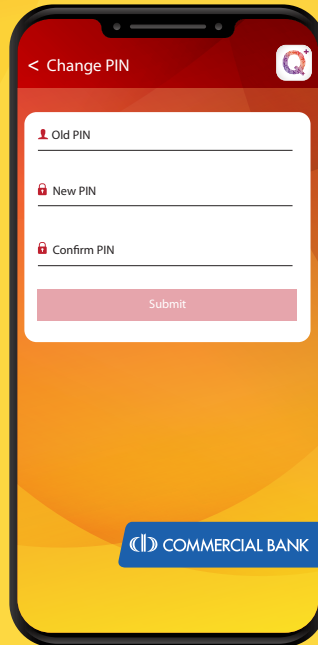 < Change PIN
Q+
Old PIN
New PIN
Confirm PIN
Submit
COMMERCIAL BANK